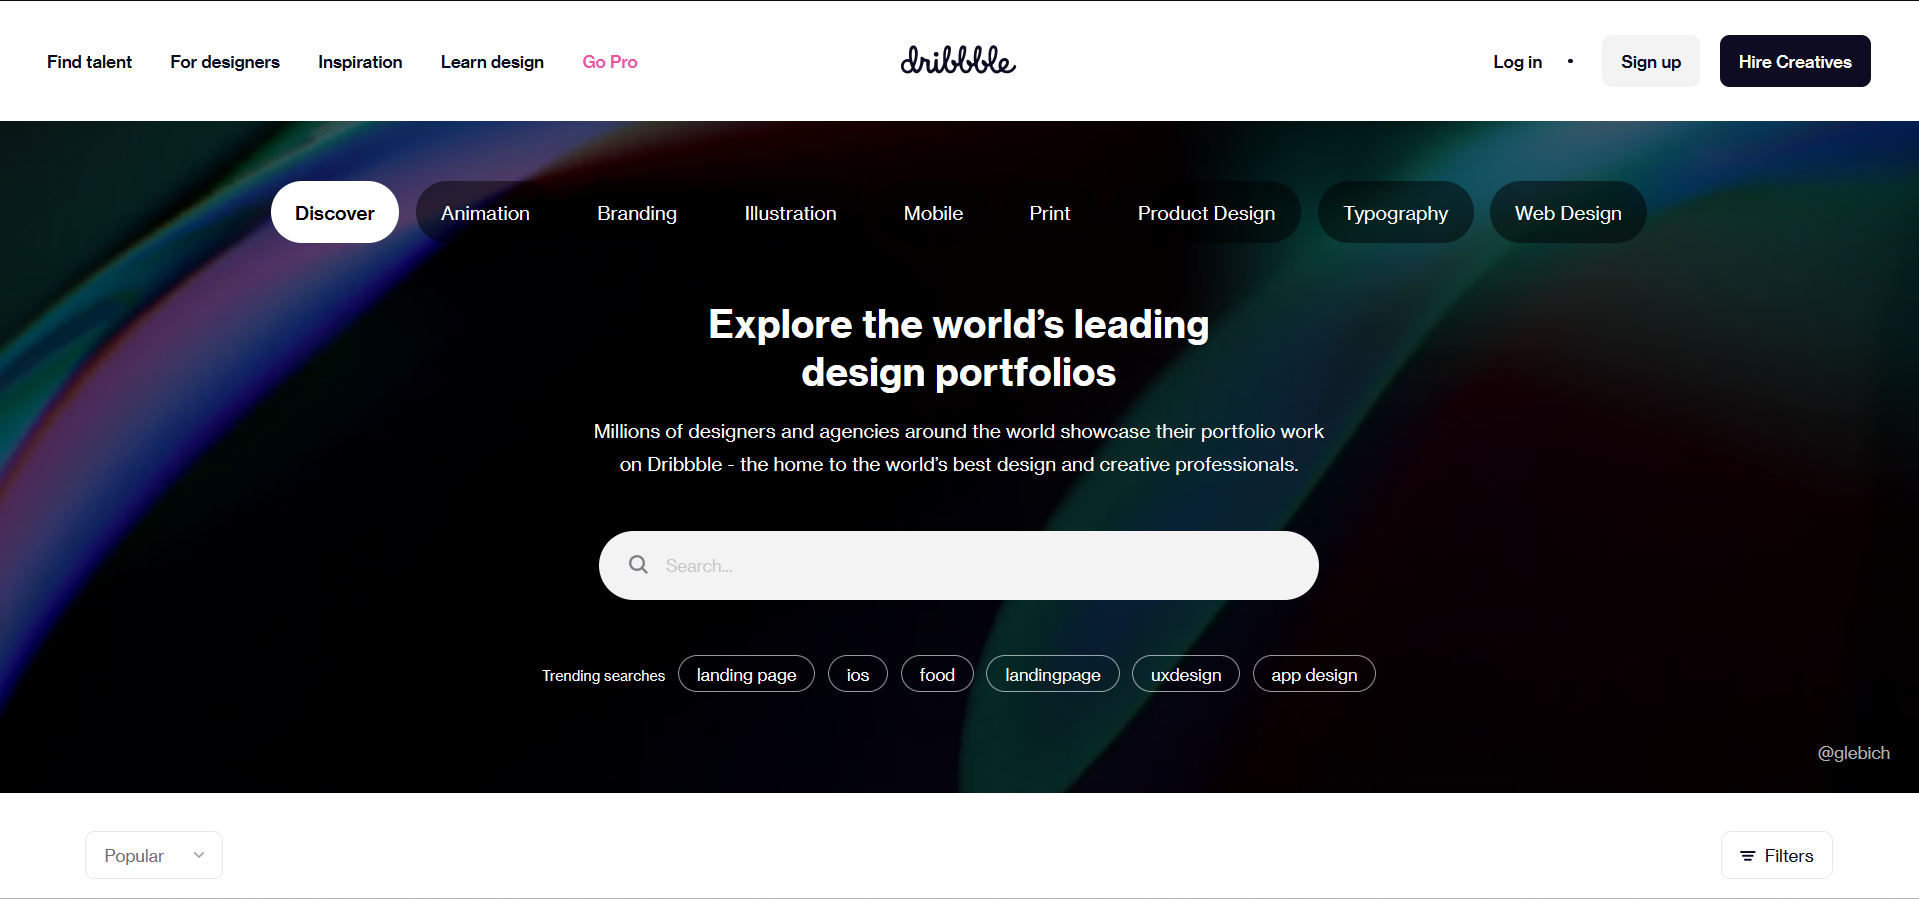 Find talent For designers Inspiration Learn design Go Pro dribbble Log in • Sign up Hire Creatives
Discover Animation Branding Illustration Mobile Print Product Design Typography Web Design
Explore the world’s leading
design portfolios
Millions of designers and agencies around the world showcase their portfolio work
on Dribbble - the home to the world’s best design and creative professionals.
Search...
Trending searches landing page ios food landingpage uxdesign app design
@glebich
Popular Filters